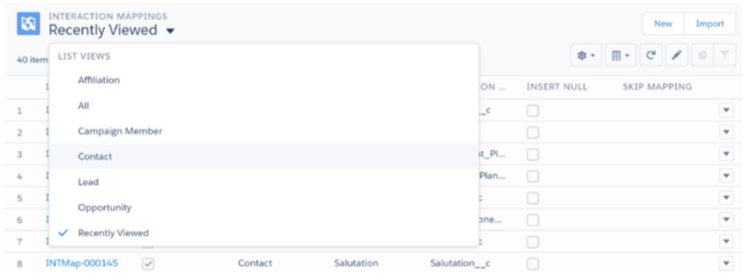 INTERACTION MAPPINGS
Recently Viewed
New Import
40 item
LIST VIEWS
Affiliation
All
Campaign Member
Contact
Lead
Opportunity
Recently Viewed
ON ... INSERT NULL SKIP MAPPING
1 __c
2
3 t_Pl...
4 Plan...
5
6 one...
7
8 INTMap-000145 Contact Salutation Salutation__c